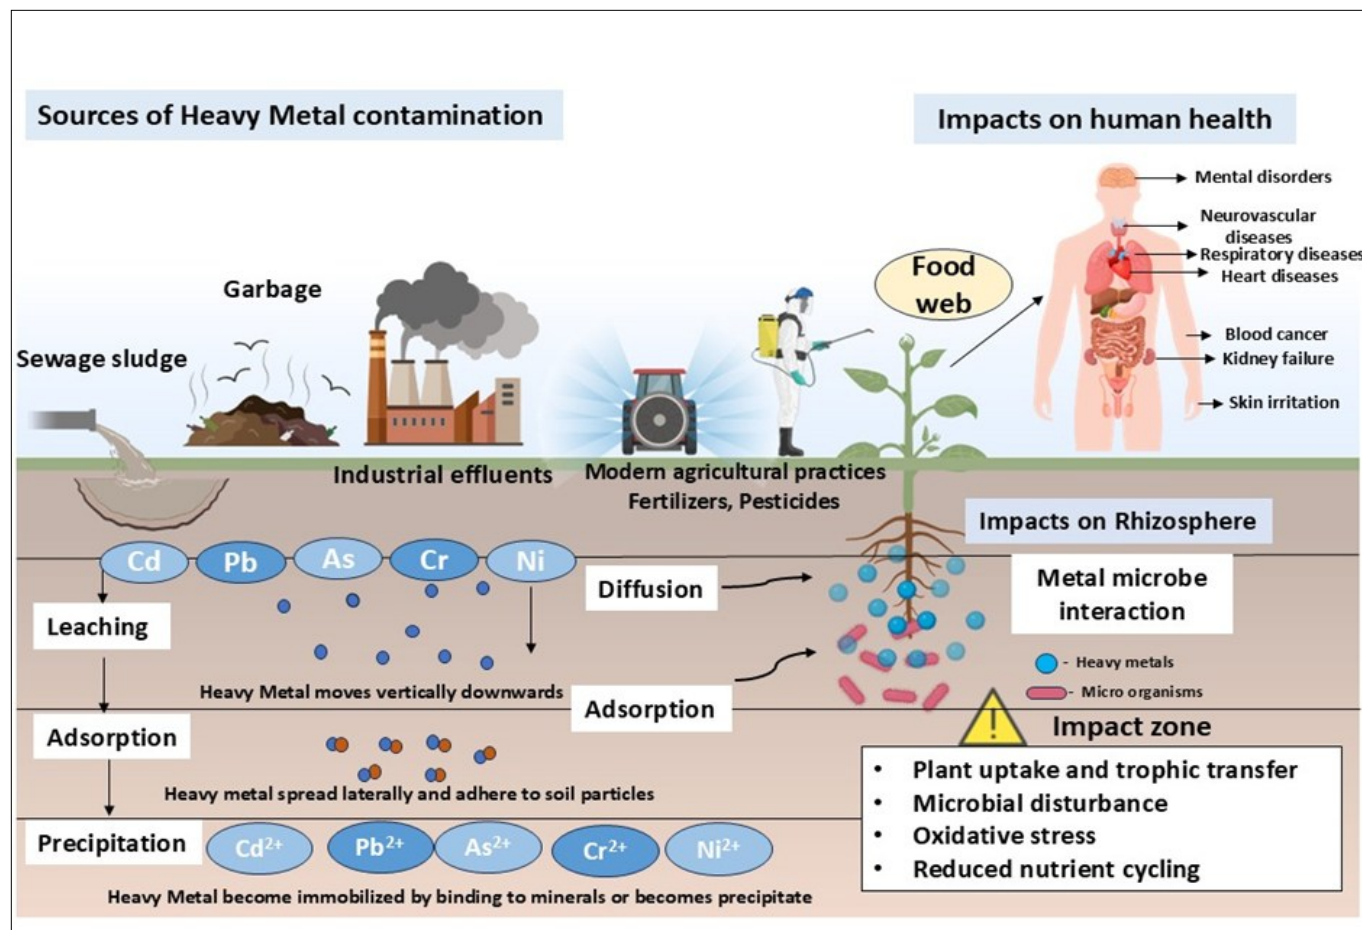 Sources of Heavy Metal contamination
Impacts on human health
Mental disorders
Neurovascular
diseases
Respiratory diseases
Heart diseases
Blood cancer
Kidney failure
Skin irritation
Food
web
Garbage
Sewage sludge
Industrial effluents
Modern agricultural practices
Fertilizers, Pesticides
Impacts on Rhizosphere
Cd Pb As Cr Ni
Leaching
Heavy Metal moves vertically downwards
Diffusion
Adsorption
Metal microbe
interaction
- Heavy metals
- Micro organisms
Adsorption
Heavy metal spread laterally and adhere to soil particles
Precipitation
Cd²⁺ Pb²⁺ As²⁺ Cr²⁺ Ni²⁺
Heavy Metal become immobilized by binding to minerals or becomes precipitate
Impact zone
• Plant uptake and trophic transfer
• Microbial disturbance
• Oxidative stress
• Reduced nutrient cycling